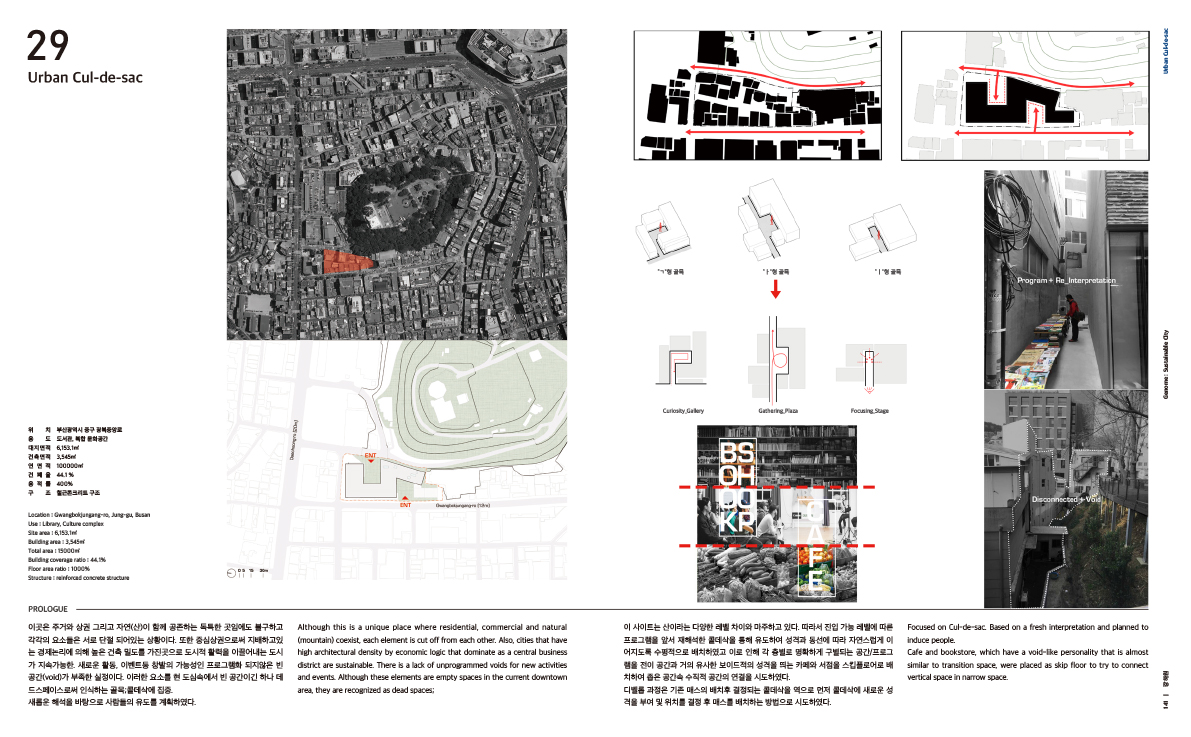 29
Urban Cul-de-sac
위 치 부산광역시 중구 광복중앙로
용 도 도서관, 복합 문화공간
대지면적 6,153.1㎡
건축면적 3,545㎡
연 면 적 100000㎡
건 폐 율 44.1 %
용 적 률 400%
구 조 철근콘크리트 구조
Location : Gwangbokjungang-ro, Jung-gu, Busan
Use : Library, Culture complex
Site area : 6,153.1㎡
Building area : 3,545㎡
Total area : 15000㎡
Building coverage ratio : 44.1%
Floor area ratio : 1000%
Structure : reinforced concrete structure
ENT
ENT
Gwangbokjungang-ro [12m]
0 5 15 30m
"ㄱ"형 골목
"ㅏ"형 골목
"ㅣ"형 골목
Curiosity_Gallery
Gathering_Plaza
Focusing_Stage
BS
OH
OU
KR
CAFE
Program + Re_Interpretation
Disconnected + Void
Urban Cul-de-sac
Genome : Sustainable City
141
PROLOGUE
이곳은 주거와 상권 그리고 자연(산)이 함께 공존하는 독특한 곳임에도 불구하고
각각의 요소들은 서로 단절 되어있는 상황이다. 또한 중심상권으로써 지배하고있
는 경제논리에 의해 높은 건축 밀도를 가진곳으로 도시적 활력을 이끌어내는 도시
가 지속가능한. 새로운 활동, 이벤트등 창발의 가능성인 프로그램화 되지않은 빈
공간(void)가 부족한 실정이다. 이러한 요소를 현 도심속에서 빈 공간이긴 하나 데
드스페이스로써 인식하는 골목;콜데삭에 집중.
새롭운 해석을 바탕으로 사람들의 유도를 계획하였다.
Although this is a unique place where residential, commercial and natural
(mountain) coexist, each element is cut off from each other. Also, cities that have
high architectural density by economic logic that dominate as a central business
district are sustainable. There is a lack of unprogrammed voids for new activities
and events. Although these elements are empty spaces in the current downtown
area, they are recognized as dead spaces;
이 사이트는 산이라는 다양한 레벨 차이와 마주하고 있다. 따라서 진입 가능 레벨에 따른
프로그램을 앞서 재해석한 콜데삭을 통해 유도하여 성격과 동선에 따라 자연스럽게 이
어지도록 수평적으로 배치하였고 이로 인해 각 층별로 명확하게 구별되는 공간/프로그
램을 전이 공간과 거의 유사한 보이드적의 성격을 띄는 카페와 서점을 스킵플로어로 배
치하여 좁은 공간속 수직적 공간의 연결을 시도하였다.
디벨롭 과정은 기존 매스의 배치후 결정되는 콜데삭을 역으로 먼저 콜데삭에 새로운 성
격을 부여 및 위치를 결정 후 매스를 배치하는 방법으로 시도하였다.
Focused on Cul-de-sac. Based on a fresh interpretation and planned to
induce people.
Cafe and bookstore, which have a void-like personality that is almost
similar to transition space, were placed as skip floor to try to connect
vertical space in narrow space.